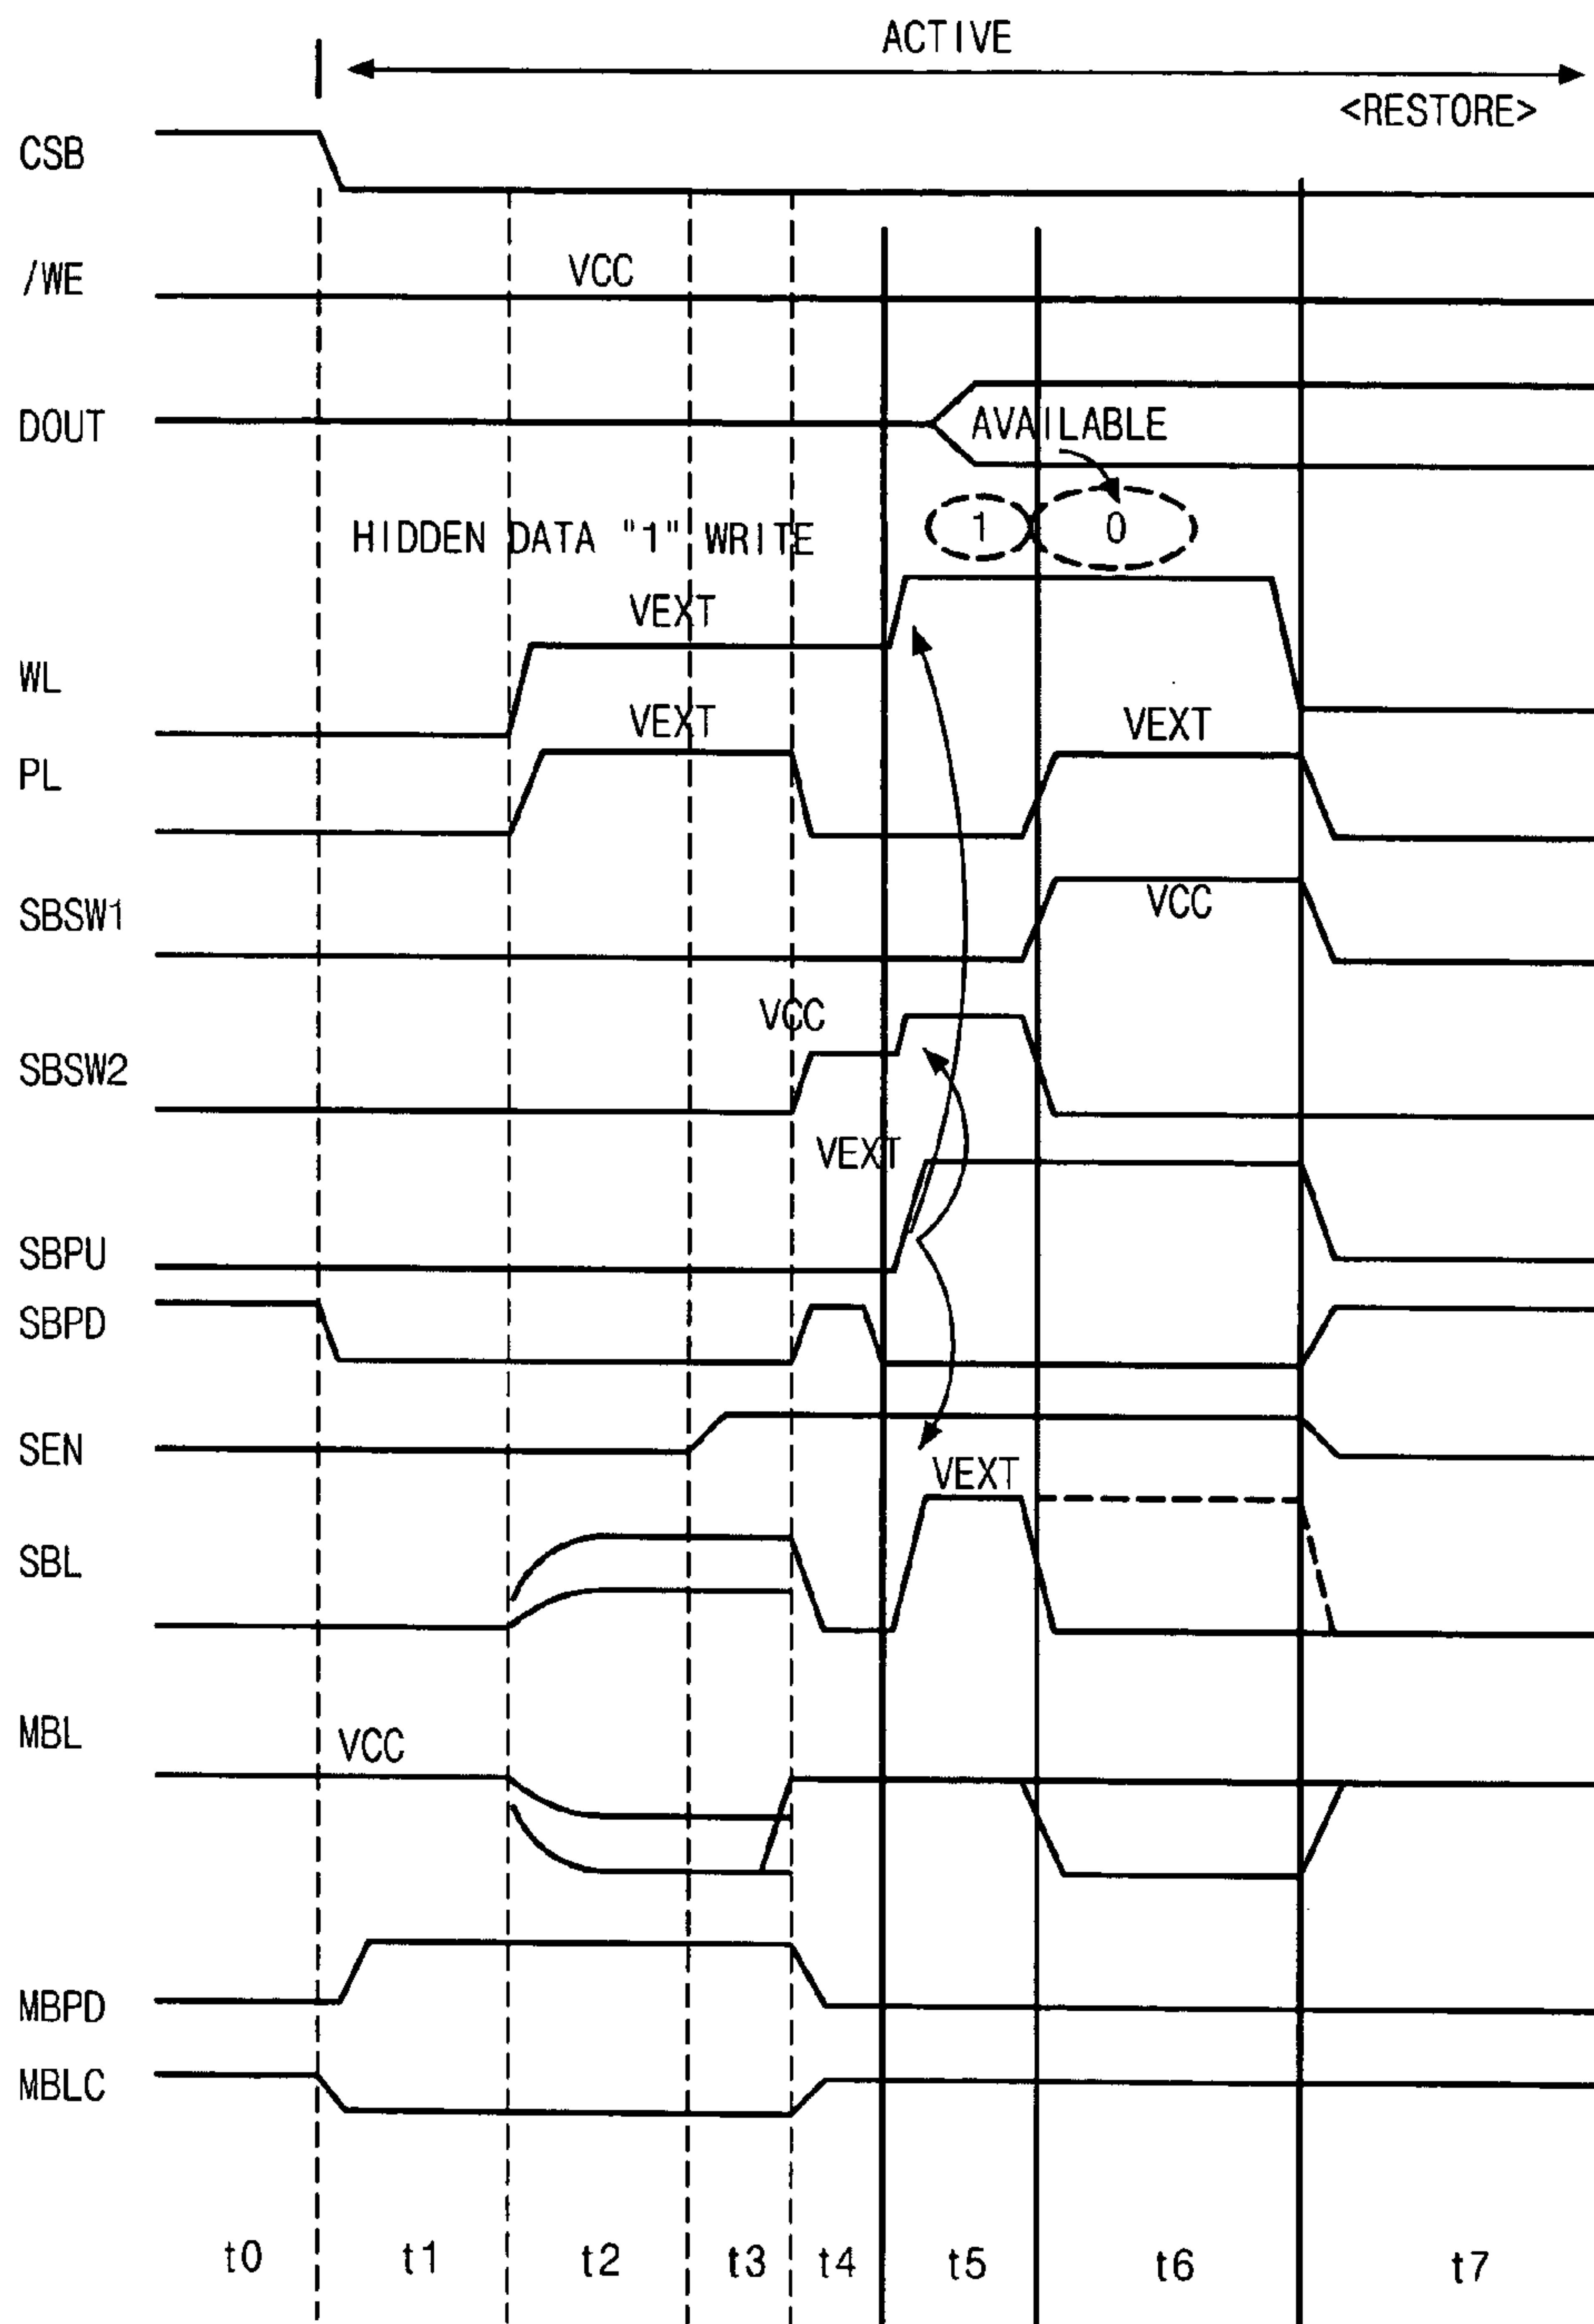 ACTIVE
<RESTORE>
CSB
/WE
VCC
DOUT
AVAILABLE
HIDDEN DATA "1" WRITE
1
0
VEXT
WL
VEXT
VEXT
PL
VCC
SBSW1
VCC
SBSW2
VEXT
SBPU
SBPD
SEN
VEXT
SBL
MBL
VCC
MBPD
MBLC
t0 t1 t2 t3 t4 t5 t6 t7